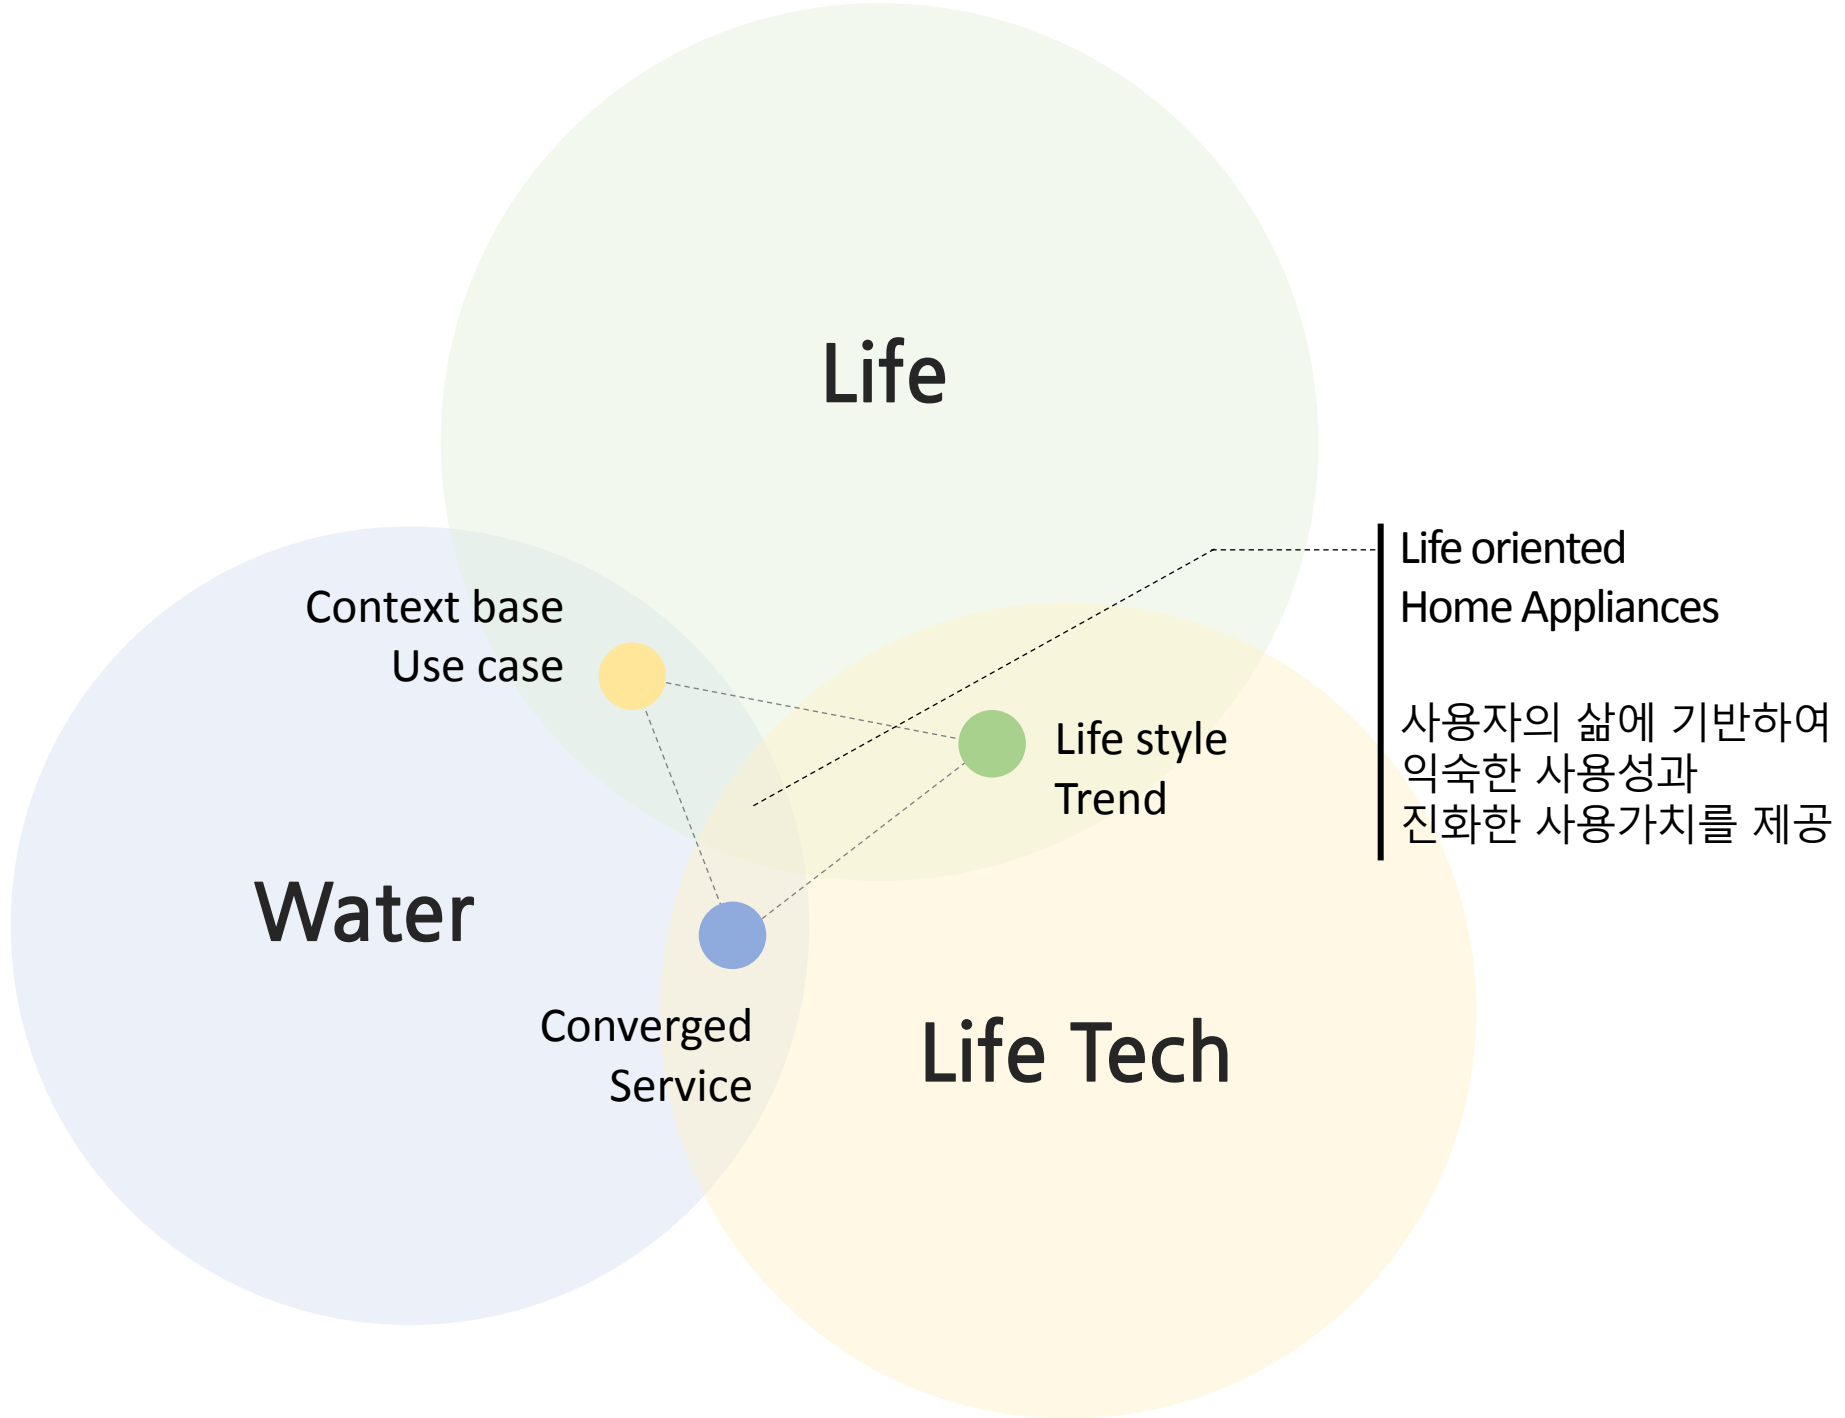 Life
Life oriented
Home Appliances
사용자의 삶에 기반하여
익숙한 사용성과
진화한 사용가치를 제공
Context base
Use case
Life style
Trend
Water
Converged
Service
Life Tech